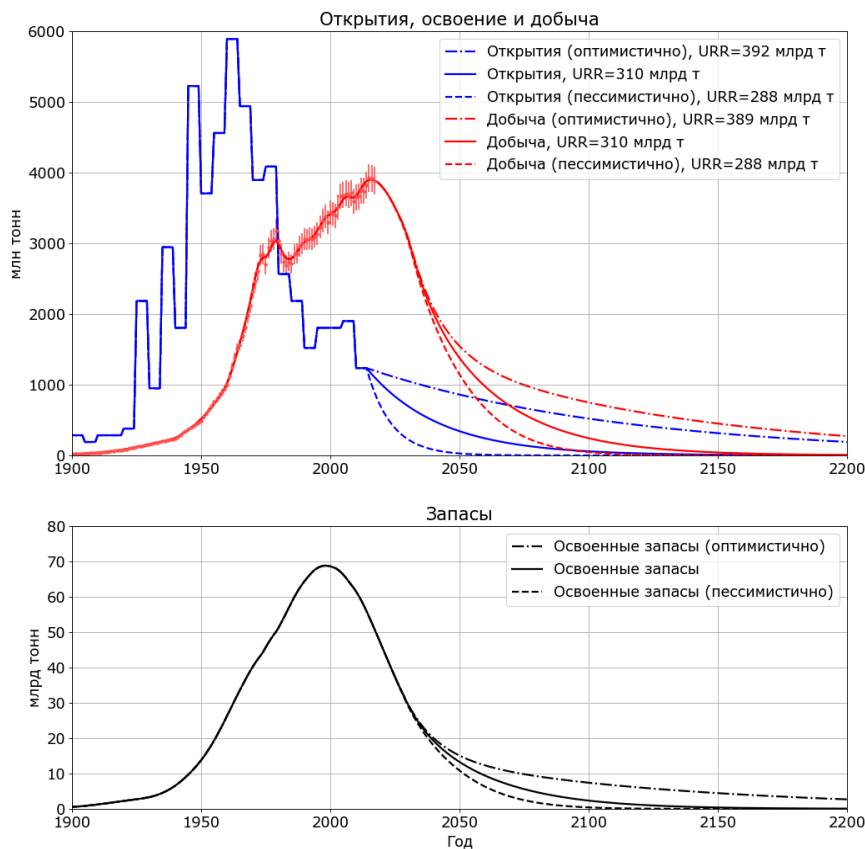 Открытия, освоение и добыча
6000
5000
4000
3000
2000
1000
0
млн тонн
Открытия (оптимистично), URR=392 млрд т
Открытия, URR=310 млрд т
Открытия (пессимистично), URR=288 млрд т
Добыча (оптимистично), URR=389 млрд т
Добыча, URR=310 млрд т
Добыча (пессимистично), URR=288 млрд т
1900 1950 2000 2050 2100 2150 2200
Запасы
80
70
60
50
40
30
20
10
0
млрд тонн
Освоенные запасы (оптимистично)
Освоенные запасы
Освоенные запасы (пессимистично)
1900 1950 2000 2050 2100 2150 2200
Год